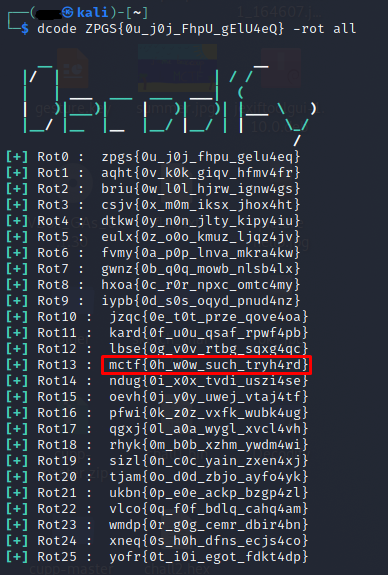 (      kali)-[~]
$ dcode ZPGS{0u_j0j_FhpU_gElU4eQ} -rot all
[+] Rot0 :  zpgs{0u_j0j_fhpu_gelu4eq}
[+] Rot1 :  aqht{0v_k0k_giqv_hfmv4fr}
[+] Rot2 :  briu{0w_l0l_hjrw_ignw4gs}
[+] Rot3 :  csjv{0x_m0m_iksx_jhox4ht}
[+] Rot4 :  dtkw{0y_n0n_jlty_kipy4iu}
[+] Rot5 :  eulx{0z_o0o_kmuz_ljqz4jv}
[+] Rot6 :  fvmy{0a_p0p_lnva_mkra4kw}
[+] Rot7 :  gwnz{0b_q0q_mowb_nlsb4lx}
[+] Rot8 :  hxoa{0c_r0r_npxc_omtc4my}
[+] Rot9 :  iypb{0d_s0s_oqyd_pnud4nz}
[+] Rot10 :  jzqc{0e_t0t_prze_qove4oa}
[+] Rot11 :  kard{0f_u0u_qsaf_rpwf4pb}
[+] Rot12 :  lbse{0g_v0v_rtbg_sqxg4qc}
[+] Rot13 :  mctf{0h_w0w_such_tryh4rd}
[+] Rot14 :  ndug{0i_x0x_tvdi_uszi4se}
[+] Rot15 :  oevh{0j_y0y_uwej_vtaj4tf}
[+] Rot16 :  pfwi{0k_z0z_vxfk_wubk4ug}
[+] Rot17 :  qgxj{0l_a0a_wygl_xvcl4vh}
[+] Rot18 :  rhyk{0m_b0b_xzhm_ywdm4wi}
[+] Rot19 :  sizl{0n_c0c_yain_zxen4xj}
[+] Rot20 :  tjam{0o_d0d_zbjo_ayfo4yk}
[+] Rot21 :  ukbn{0p_e0e_ackp_bzgp4zl}
[+] Rot22 :  vlco{0q_f0f_bdlq_cahq4am}
[+] Rot23 :  wmdp{0r_g0g_cemr_dbir4bn}
[+] Rot24 :  xneq{0s_h0h_dfns_ecjs4co}
[+] Rot25 :  yofr{0t_i0i_egot_fdkt4dp}